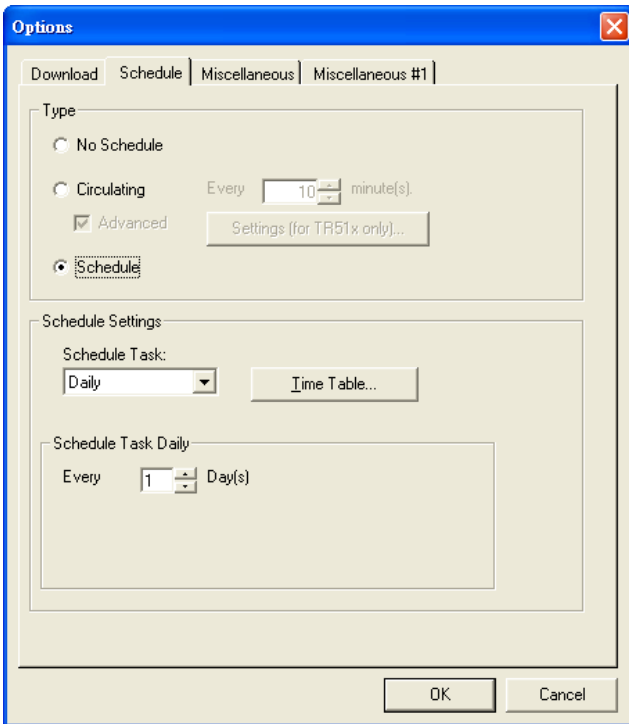 Options
Download Schedule Miscellaneous Miscellaneous #1
Type
No Schedule
Circulating Every 10 minute(s).
Advanced Settings (for TR51x only)...
Schedule
Schedule Settings
Schedule Task:
Daily Time Table...
Schedule Task Daily
Every 1 Day(s)
OK Cancel